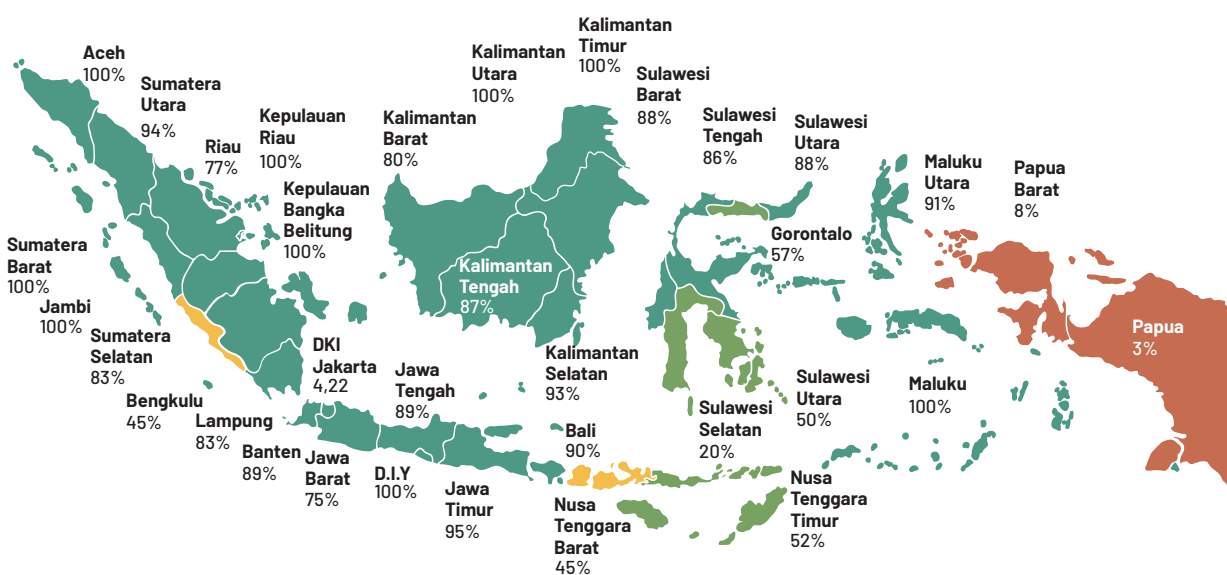 Aceh
100%
Sumatera
Utara
94%
Riau
77%
Kepulauan
Riau
100%
Kepulauan
Bangka
Belitung
100%
Kalimantan
Barat
80%
Kalimantan
Utara
100%
Kalimantan
Timur
100%
Sulawesi
Barat
88%
Sulawesi
Tengah
86%
Sulawesi
Utara
88%
Maluku
Utara
91%
Papua
Barat
8%
Gorontalo
57%
Kalimantan
Tengah
87%
Papua
3%
Sumatera
Barat
100%
Jambi
100%
Sumatera
Selatan
83%
Bengkulu
45%
Lampung
83%
Banten
89%
DKI
Jakarta
4,22
Jawa
Barat
75%
Jawa
Tengah
89%
D.I.Y
100%
Jawa
Timur
95%
Kalimantan
Selatan
93%
Bali
90%
Nusa
Tenggara
Barat
45%
Sulawesi
Selatan
20%
Sulawesi
Utara
50%
Maluku
100%
Nusa
Tenggara
Timur
52%